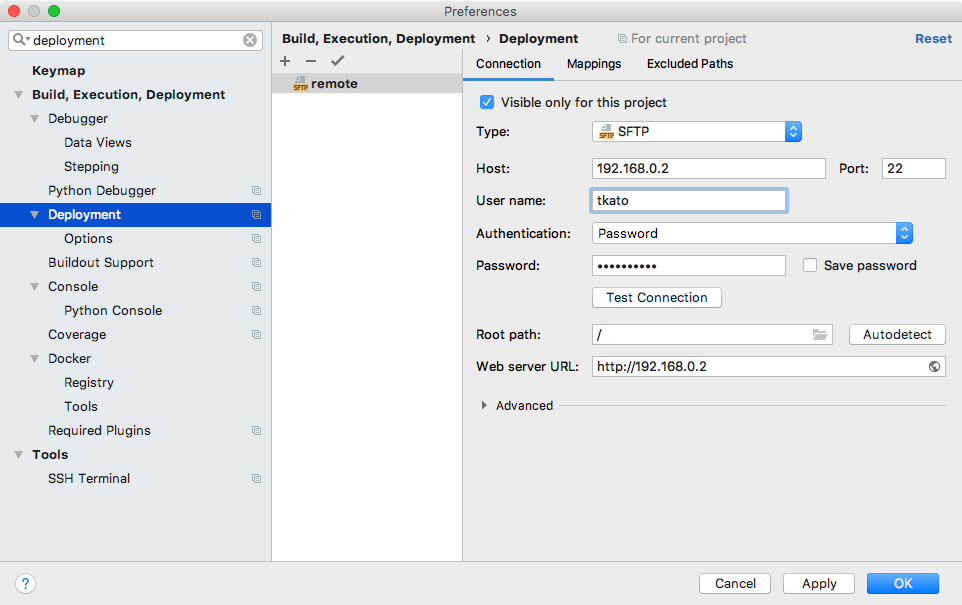 Preferences
deployment
Keymap
Build, Execution, Deployment
Debugger
Data Views
Stepping
Python Debugger
Deployment
Options
Buildout Support
Console
Python Console
Coverage
Docker
Registry
Tools
Required Plugins
Tools
SSH Terminal
SFTP remote
Build, Execution, Deployment › Deployment For current project Reset
Connection Mappings Excluded Paths
Visible only for this project
Type: SFTP SFTP
Host: 192.168.0.2 Port: 22
User name: tkato
Authentication: Password
Password: •••••••••• Save password
Test Connection
Root path: / Autodetect
Web server URL: http://192.168.0.2
Advanced
? Cancel Apply OK